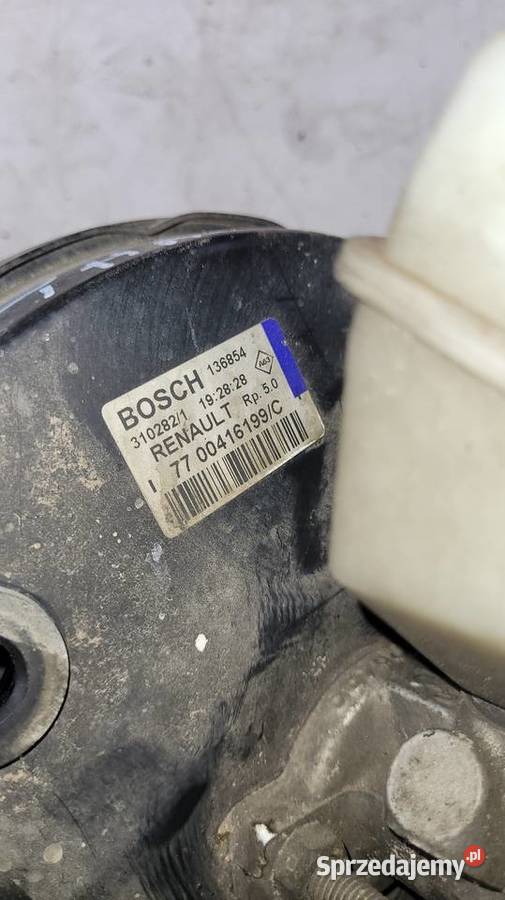 BOSCH 136854
310282/1 19:28:28
RENAULT Rp. 5.0
77 00416199/C
Sprzedajemy.pl